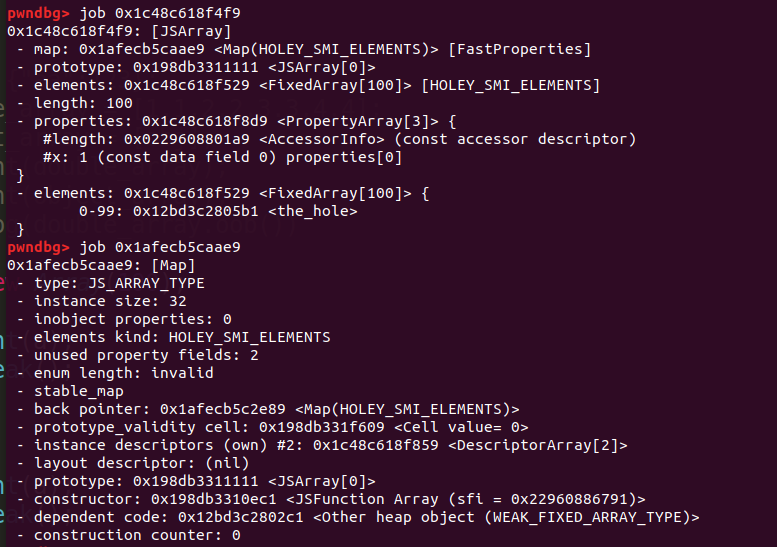 pwndbg> job 0x1c48c618f4f9
0x1c48c618f4f9: [JSArray]
- map: 0x1afecb5caae9 <Map(HOLEY_SMI_ELEMENTS)> [FastProperties]
- prototype: 0x198db3311111 <JSArray[0]>
- elements: 0x1c48c618f529 <FixedArray[100]> [HOLEY_SMI_ELEMENTS]
- length: 100
- properties: 0x1c48c618f8d9 <PropertyArray[3]> {
#length: 0x0229608801a9 <AccessorInfo> (const accessor descriptor)
#x: 1 (const data field 0) properties[0]
}
- elements: 0x1c48c618f529 <FixedArray[100]> {
0-99: 0x12bd3c2805b1 <the_hole>
}
pwndbg> job 0x1afecb5caae9
0x1afecb5caae9: [Map]
- type: JS_ARRAY_TYPE
- instance size: 32
- inobject properties: 0
- elements kind: HOLEY_SMI_ELEMENTS
- unused property fields: 2
- enum length: invalid
- stable_map
- back pointer: 0x1afecb5c2e89 <Map(HOLEY_SMI_ELEMENTS)>
- prototype_validity cell: 0x198db331f609 <Cell value= 0>
- instance descriptors (own) #2: 0x1c48c618f859 <DescriptorArray[2]>
- layout descriptor: (nil)
- prototype: 0x198db3311111 <JSArray[0]>
- constructor: 0x198db3310ec1 <JSFunction Array (sfi = 0x22960886791)>
- dependent code: 0x12bd3c2802c1 <Other heap object (WEAK_FIXED_ARRAY_TYPE)>
- construction counter: 0